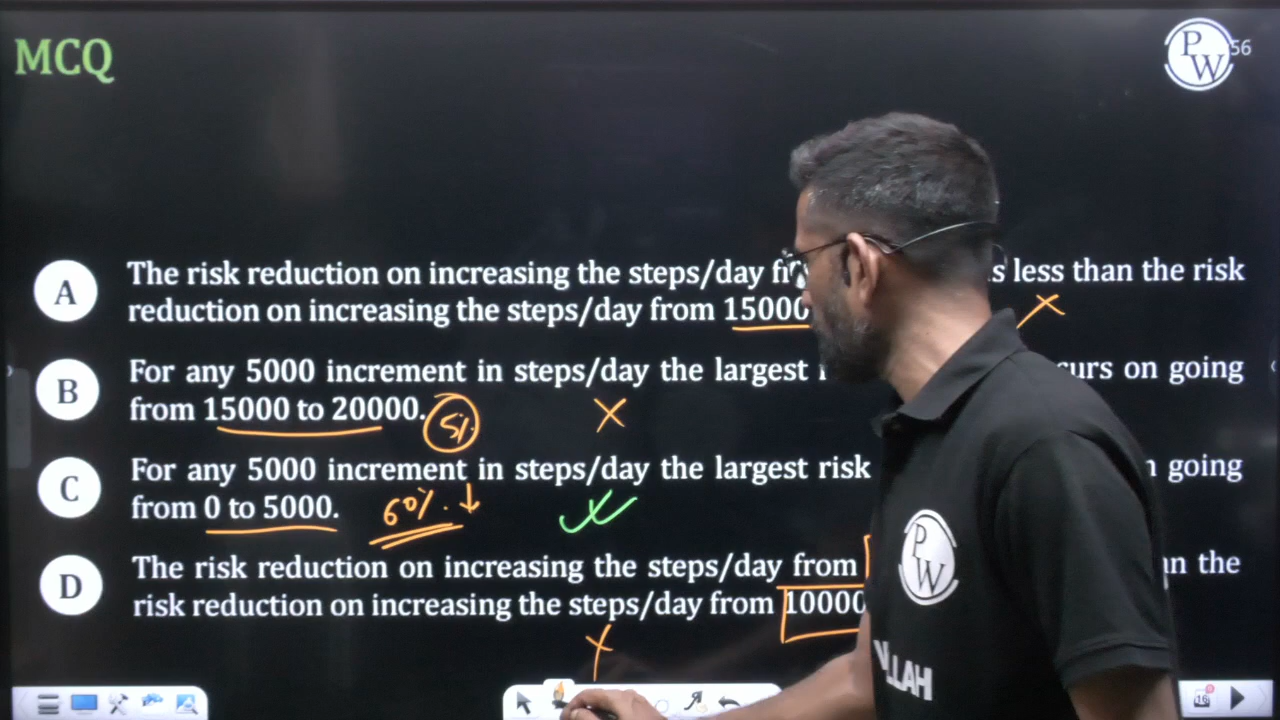 MCQ
PW
56
A
The risk reduction on increasing the steps/day less than the risk
reduction on increasing the steps/day from 15000
B
For any 5000 increment in steps/day the largest on going
from 15000 to 20000. 5%
C
For any 5000 increment in steps/day the largest risk going
from 0 to 5000. 60% ↓
D
The risk reduction on increasing the steps/day from the
risk reduction on increasing the steps/day from 10000
PW
16